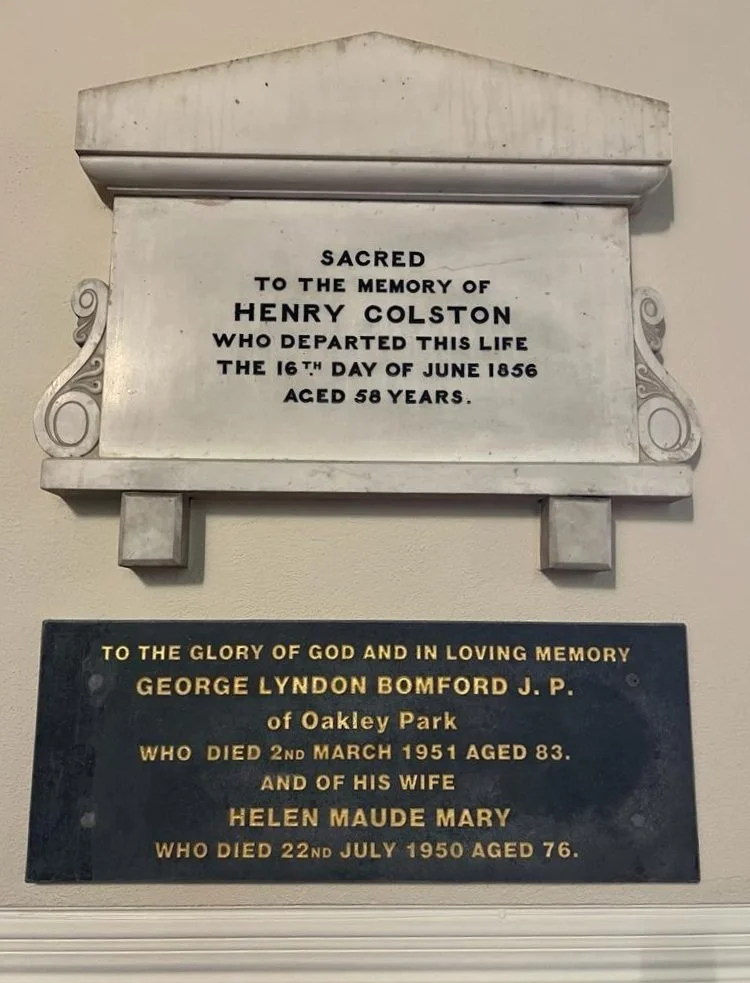 SACRED
TO THE MEMORY OF
HENRY COLSTON
WHO DEPARTED THIS LIFE
THE 16TH DAY OF JUNE 1856
AGED 58 YEARS.
TO THE GLORY OF GOD AND IN LOVING MEMORY
GEORGE LYNDON BOMFORD J. P.
of Oakley Park
WHO DIED 2ND MARCH 1951 AGED 83.
AND OF HIS WIFE
HELEN MAUDE MARY
WHO DIED 22ND JULY 1950 AGED 76.